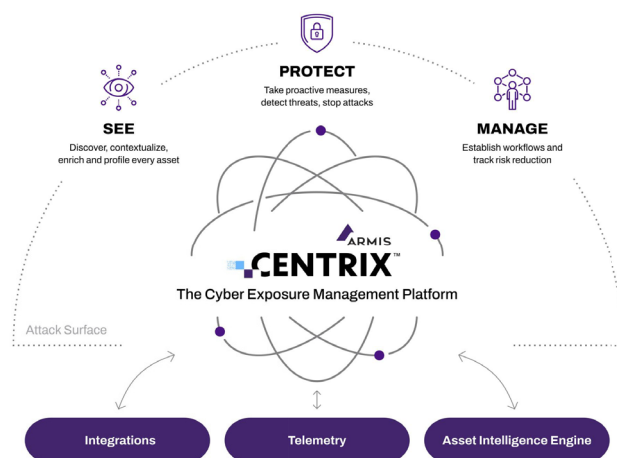 PROTECT
Take proactive measures,
detect threats, stop attacks
SEE
Discover, contextualize,
enrich and profile every asset
MANAGE
Establish workflows and
track risk reduction
ARMIS
CENTRIX™
The Cyber Exposure Management Platform
Attack Surface
Integrations
Telemetry
Asset Intelligence Engine